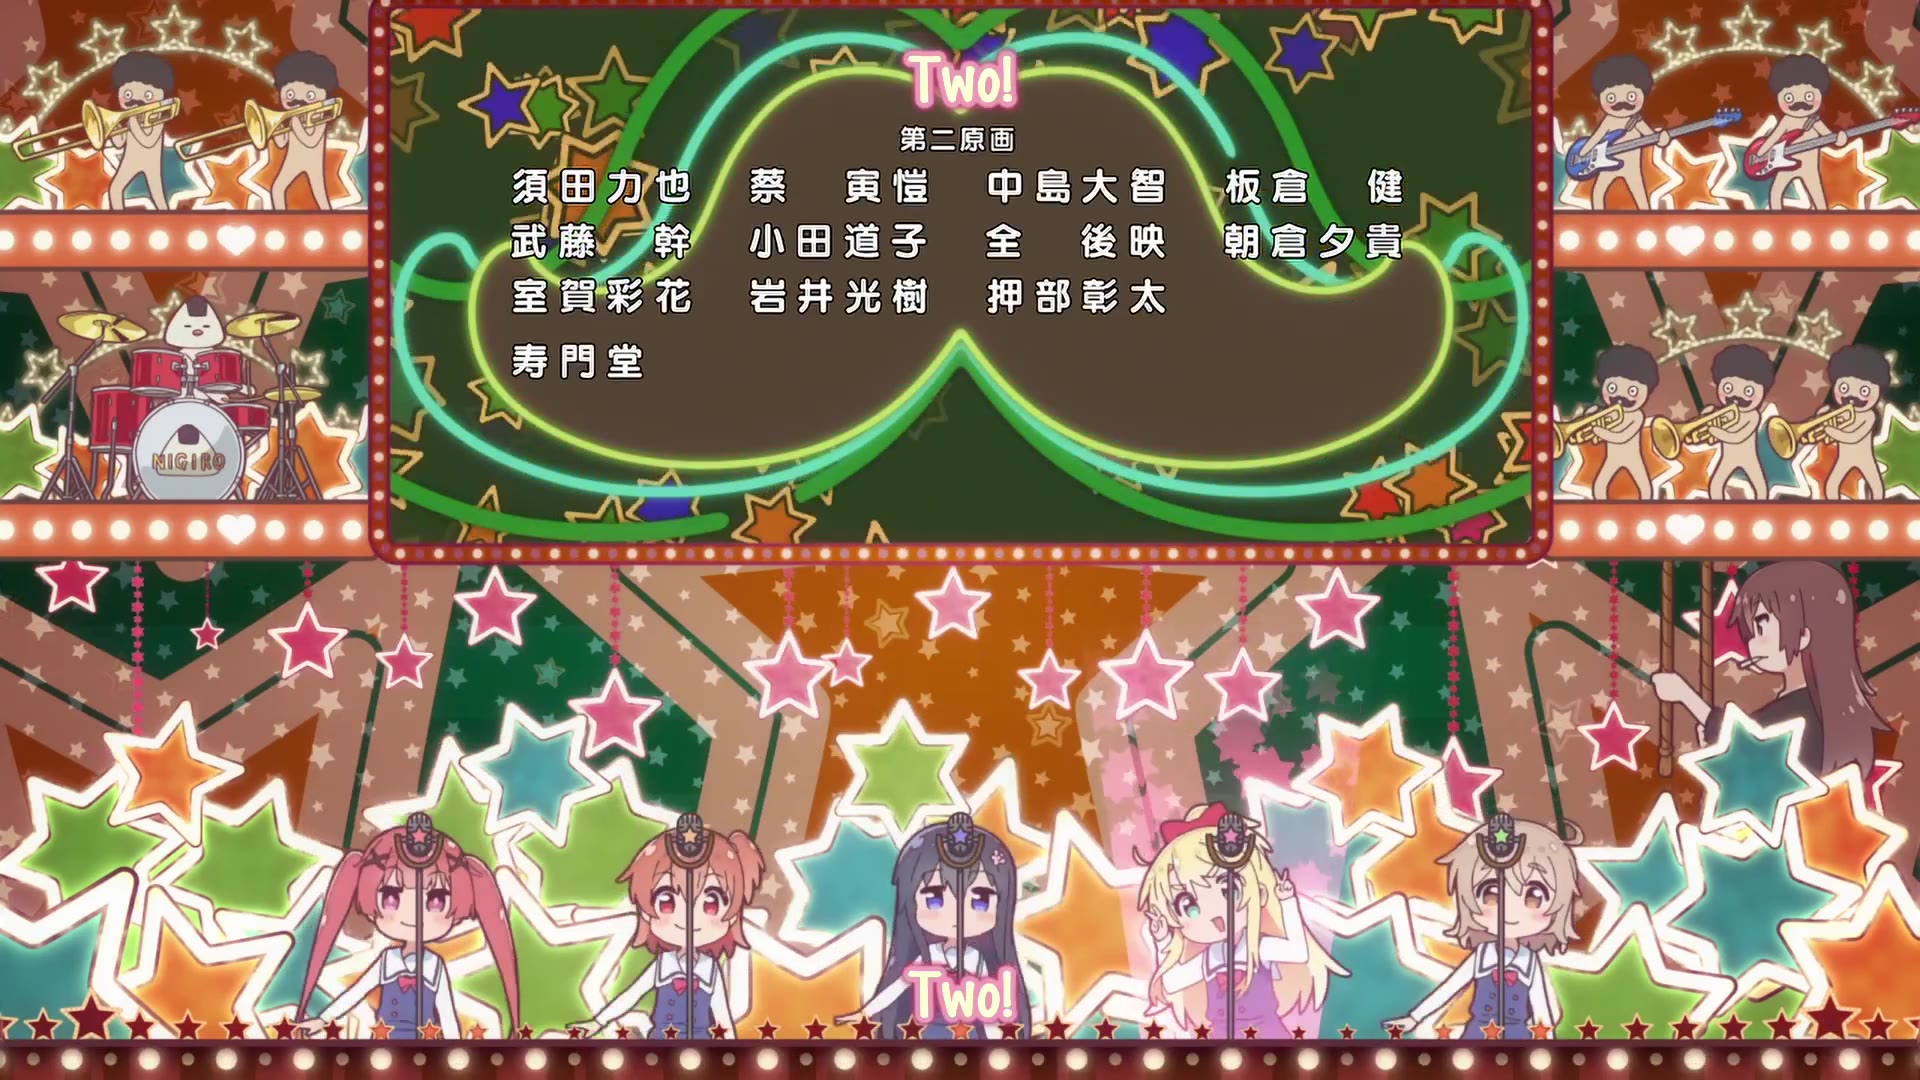 Two!
第二原画
須田力也 蔡 寅愷 中島大智 板倉 健
武藤 幹 小田道子 全 後映 朝倉夕貴
室賀彩花 岩井光樹 押部彰太
寿門堂
NIGIRO
Two!